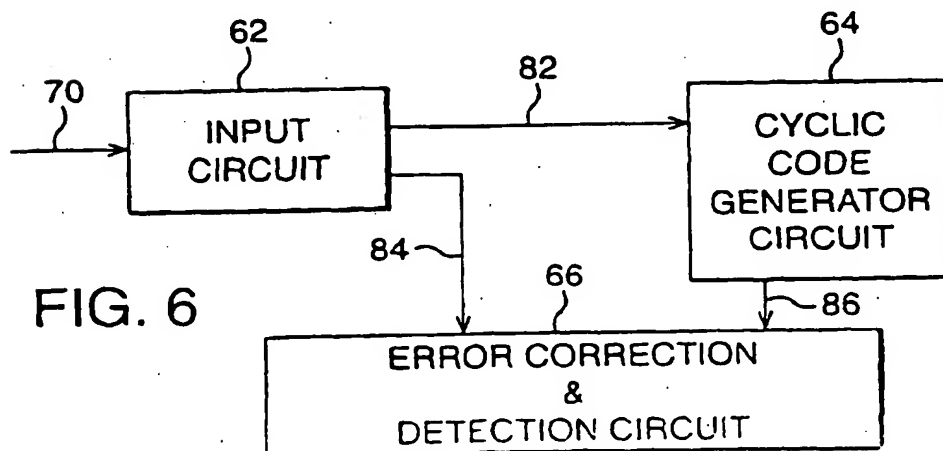 62
64
70
82
INPUT
CIRCUIT
CYCLIC
CODE
GENERATOR
CIRCUIT
84
66
86
FIG. 6
ERROR CORRECTION
&
DETECTION CIRCUIT